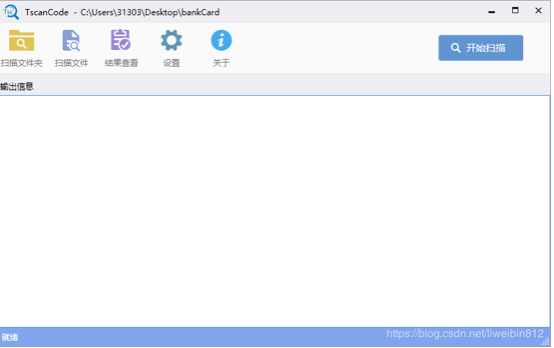 TscanCode - C:\Users\31303\Desktop\bankCard
扫描文件夹 扫描文件 结果查看 设置 关于 开始扫描
输出信息
就绪
https://blog.csdn.net/liweibin812